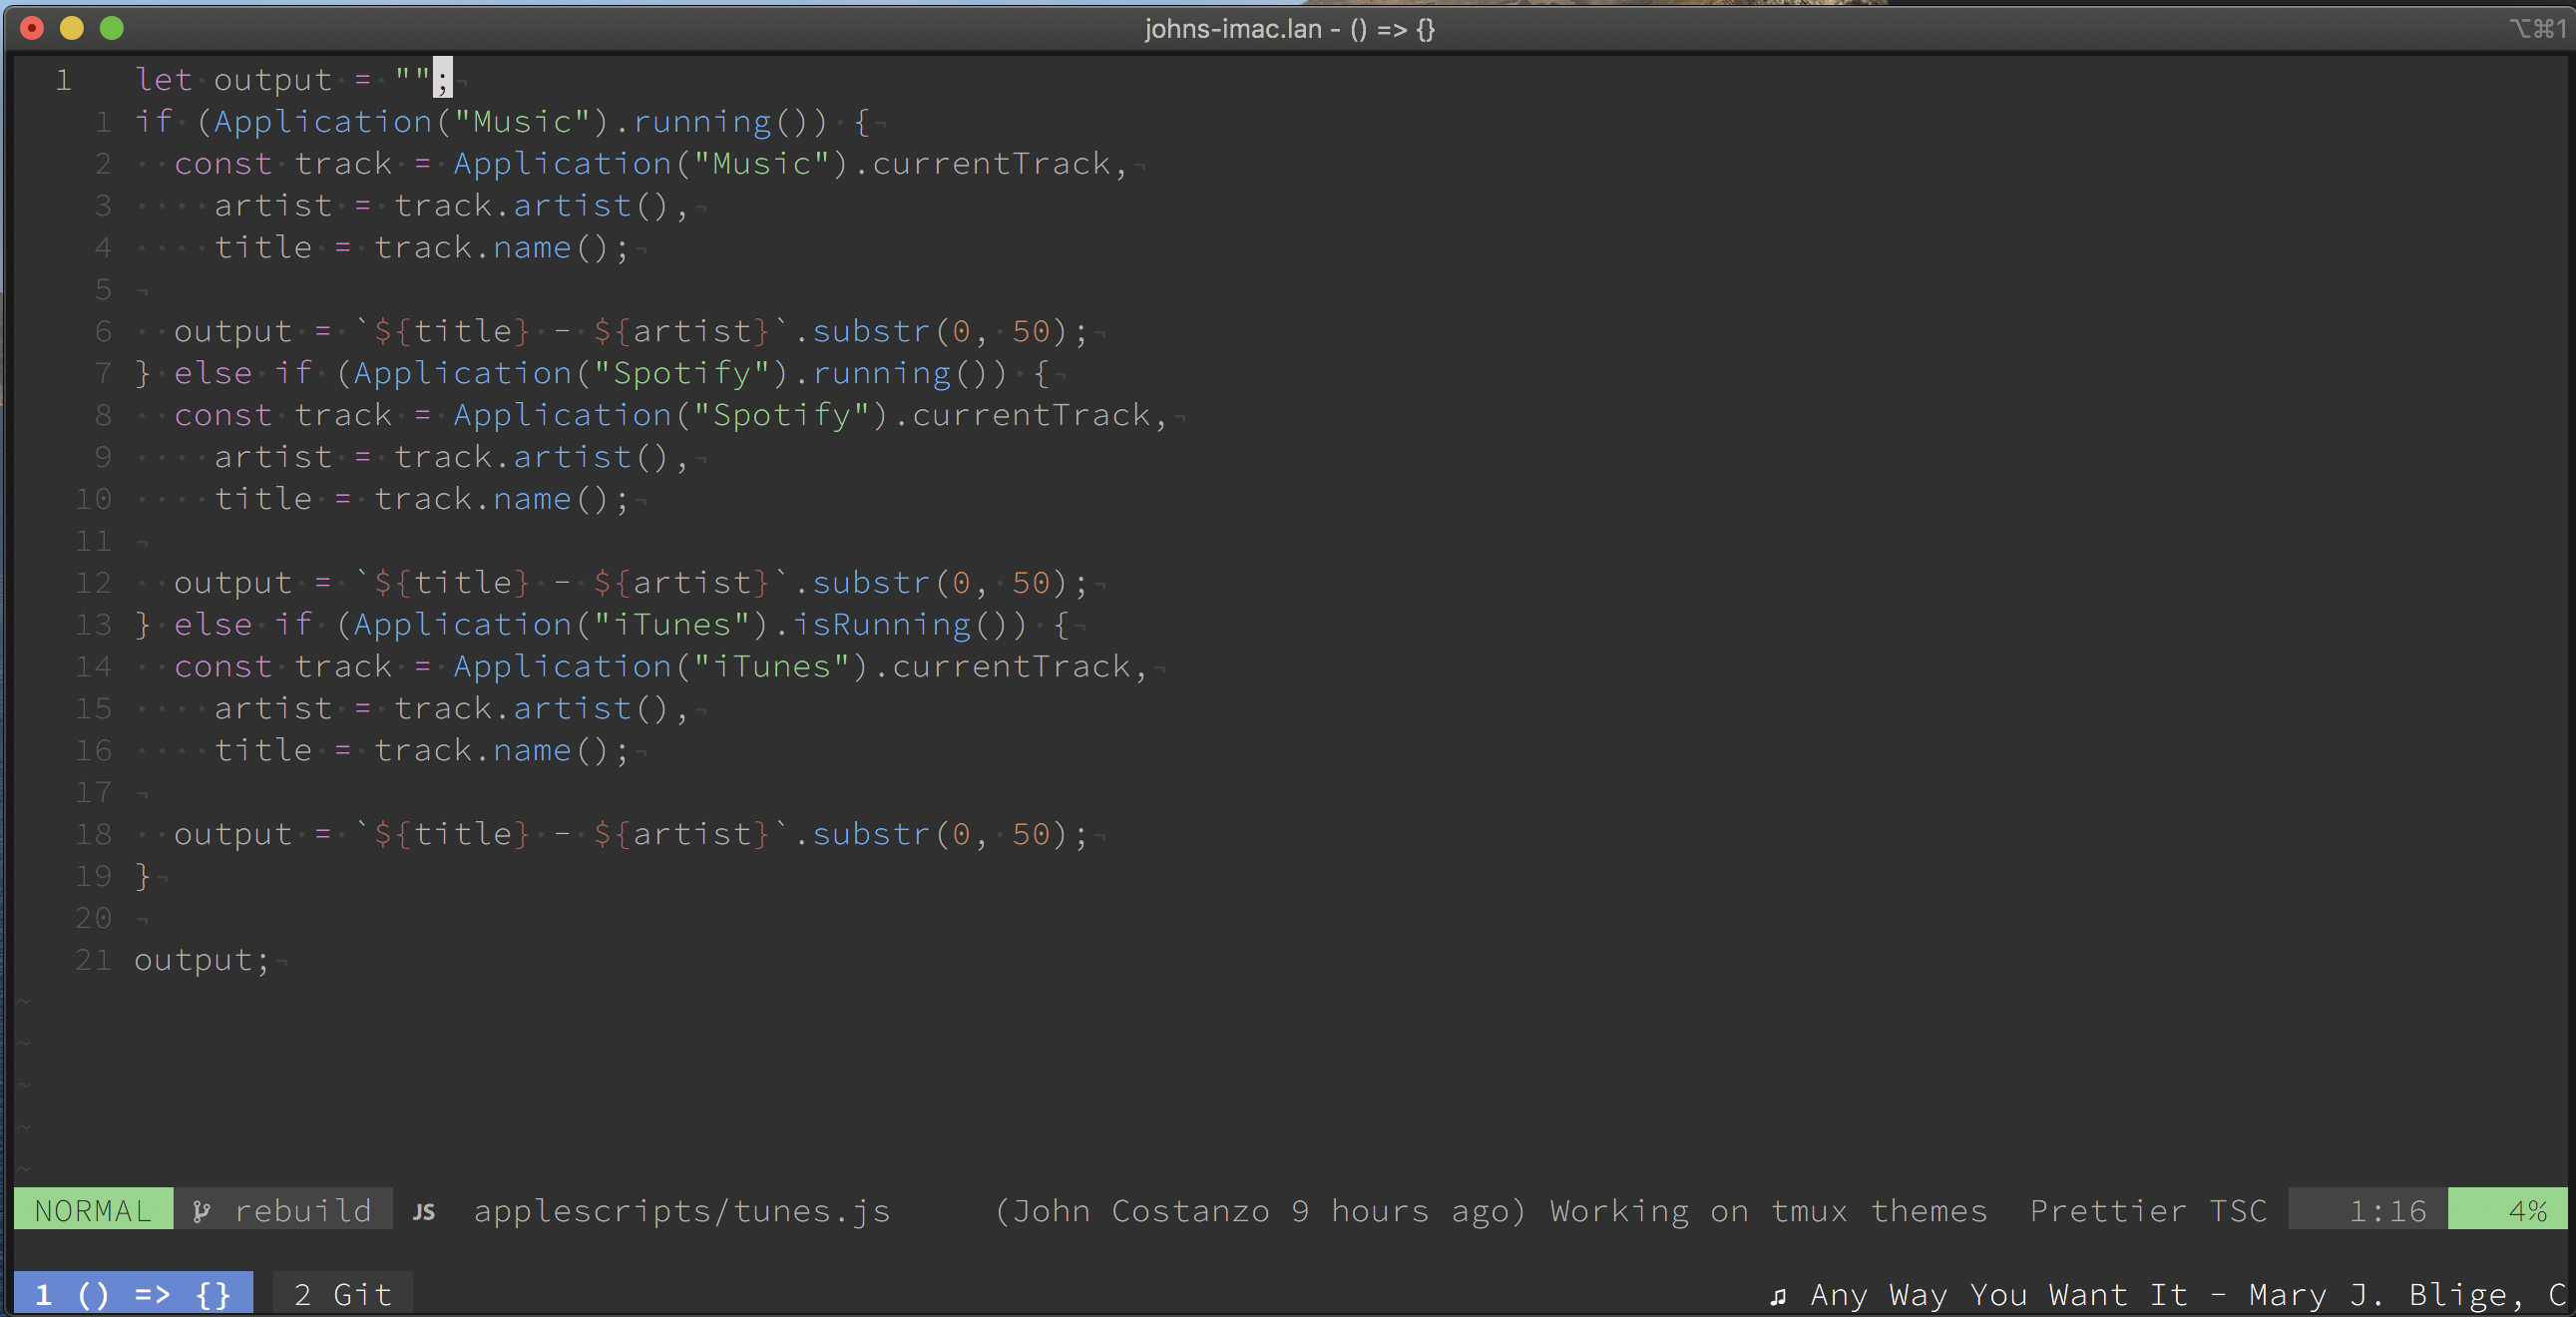 johns-imac.lan - () => {}
⌥⌘1
1 let output = "";¬
1 if (Application("Music").running()) {¬
2 ··const track = Application("Music").currentTrack,¬
3 ····artist = track.artist(),¬
4 ····title = track.name();¬
5 ¬
6 ··output = `${title} - ${artist}`.substr(0, 50);¬
7 } else if (Application("Spotify").running()) {¬
8 ··const track = Application("Spotify").currentTrack,¬
9 ····artist = track.artist(),¬
10 ····title = track.name();¬
11 ¬
12 ··output = `${title} - ${artist}`.substr(0, 50);¬
13 } else if (Application("iTunes").isRunning()) {¬
14 ··const track = Application("iTunes").currentTrack,¬
15 ····artist = track.artist(),¬
16 ····title = track.name();¬
17 ¬
18 ··output = `${title} - ${artist}`.substr(0, 50);¬
19 }¬
20 ¬
21 output;¬
~
~
~
~
~
NORMAL rebuild JS applescripts/tunes.js (John Costanzo 9 hours ago) Working on tmux themes Prettier TSC 1:16 4%
1 () => {} 2 Git ♫ Any Way You Want It - Mary J. Blige, C